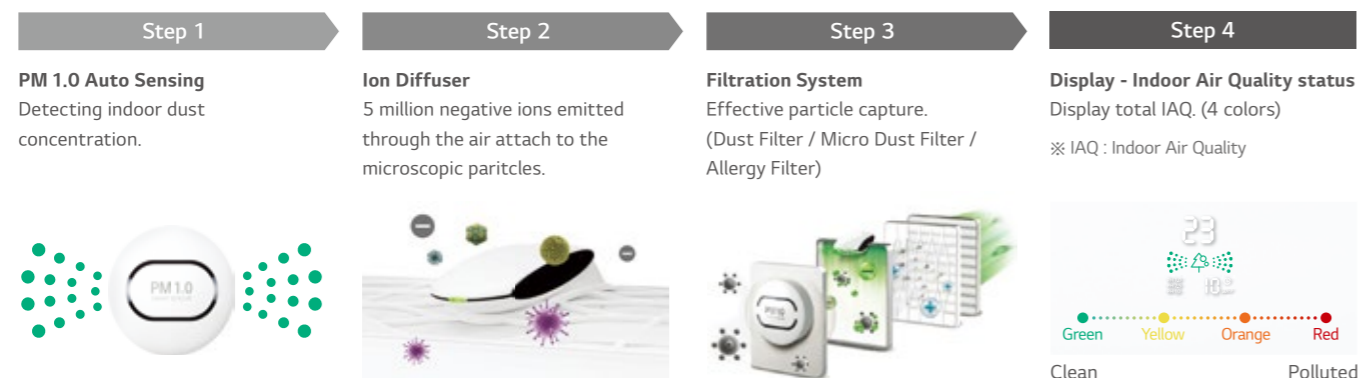 Step 1
PM 1.0 Auto Sensing
Detecting indoor dust
concentration.
PM 1.0
Step 2
Ion Diffuser
5 million negative ions emitted
through the air attach to the
microscopic paritcles.
Step 3
Filtration System
Effective particle capture.
(Dust Filter / Micro Dust Filter /
Allergy Filter)
PM 1.0
Step 4
Display - Indoor Air Quality status
Display total IAQ. (4 colors)
※ IAQ : Indoor Air Quality
23
Green Yellow Orange Red
Clean Polluted